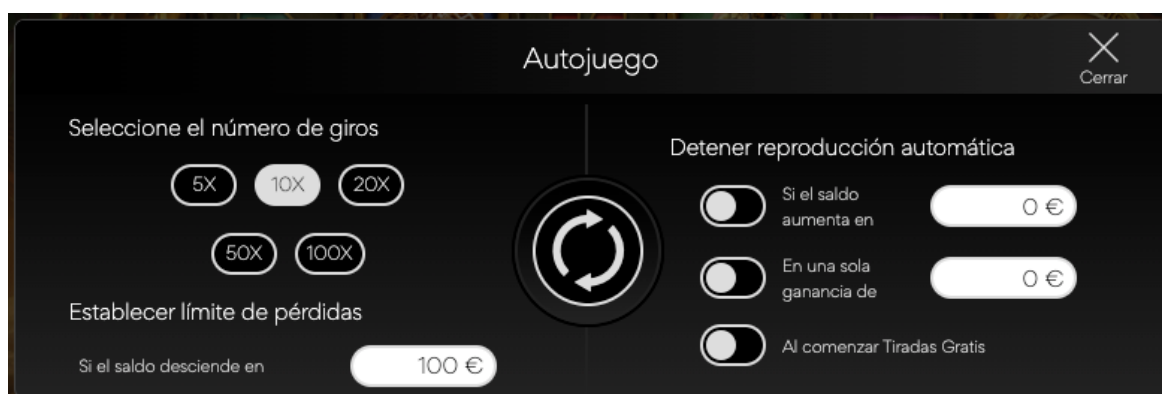 Autojuego
Cerrar
Seleccione el número de giros
5X 10X 20X
50X 100X
Establecer límite de pérdidas
Si el saldo desciende en 100 €
Detener reproducción automática
Si el saldo
aumenta en 0 €
En una sola
ganancia de 0 €
Al comenzar Tiradas Gratis